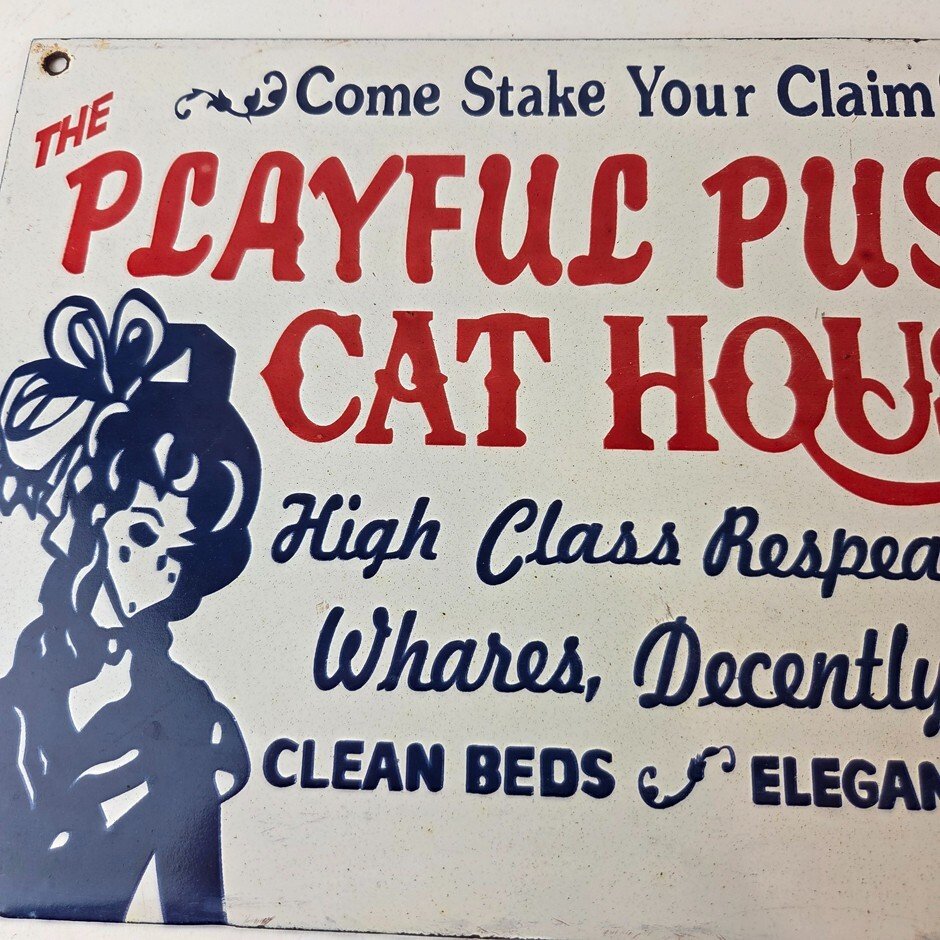 Come Stake Your Claim
THE
PLAYFUL PUS
CAT HOUS
High Class Respea
Whares, Decently
CLEAN BEDS ELEGAN